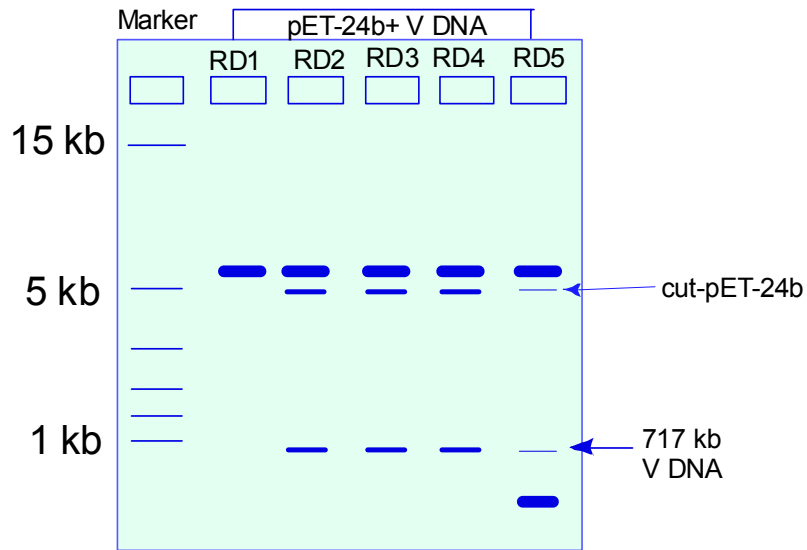 Marker
pET-24b+ V DNA
RD1 RD2 RD3 RD4 RD5
15 kb
5 kb
cut-pET-24b
1 kb
717 kb
V DNA